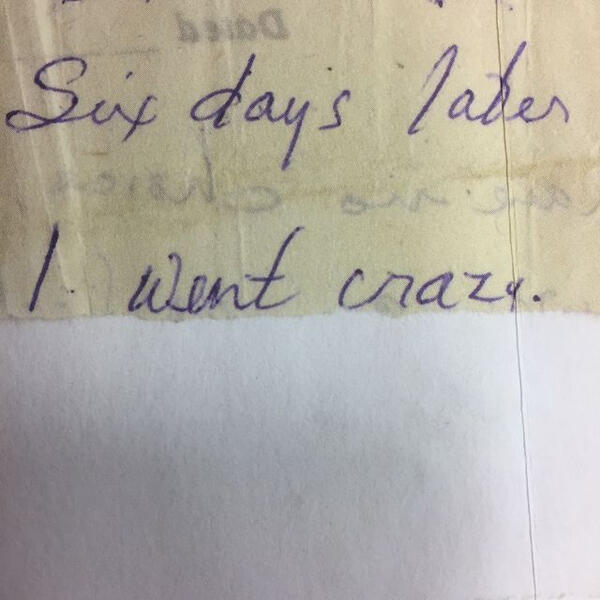 Six days later
I went crazy.